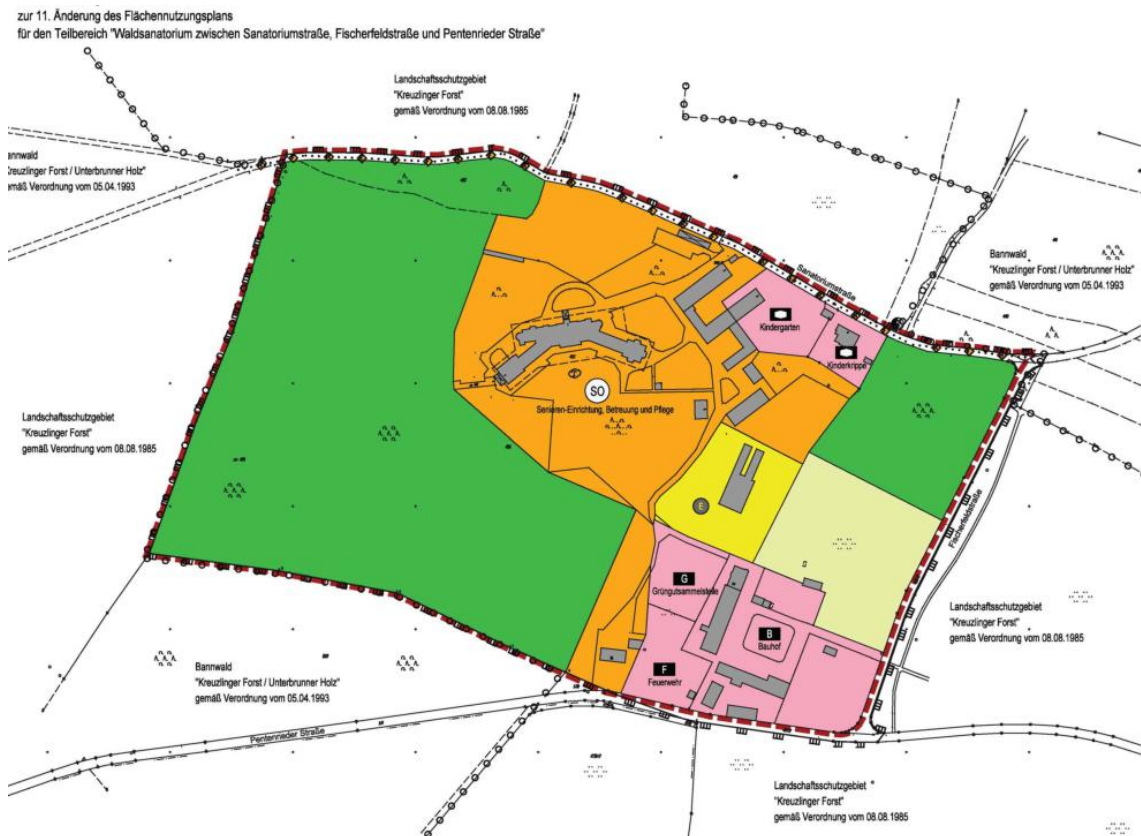 zur 11. Änderung des Flächennutzungsplans
für den Teilbereich "Waldsanatorium zwischen Sanatoriumstraße, Fischerfeldstraße und Pentenrieder Straße"
Landschaftsschutzgebiet
"Kreuzlinger Forst"
gemäß Verordnung vom 08.08.1985
annwald
Kreuzlinger Forst / Unterbrunner Holz"
emäß Verordnung vom 05.04.1993
Sanatoriumstraße
Bannwald
"Kreuzlinger Forst / Unterbrunner Holz"
gemäß Verordnung vom 05.04.1993
Kindergarten
Kinderkrippe
SO
Senioren-Einrichtung, Betreuung und Pflege
Landschaftsschutzgebiet
"Kreuzlinger Forst"
gemäß Verordnung vom 08.08.1985
E
Fischerfeldstraße
G
Grüngutsammelstelle
B
Bauhof
F
Feuerwehr
Landschaftsschutzgebiet
"Kreuzlinger Forst"
gemäß Verordnung vom 08.08.1985
Bannwald
"Kreuzlinger Forst / Unterbrunner Holz"
gemäß Verordnung vom 05.04.1993
Pentenrieder Straße
Landschaftsschutzgebiet
"Kreuzlinger Forst"
gemäß Verordnung vom 08.08.1985